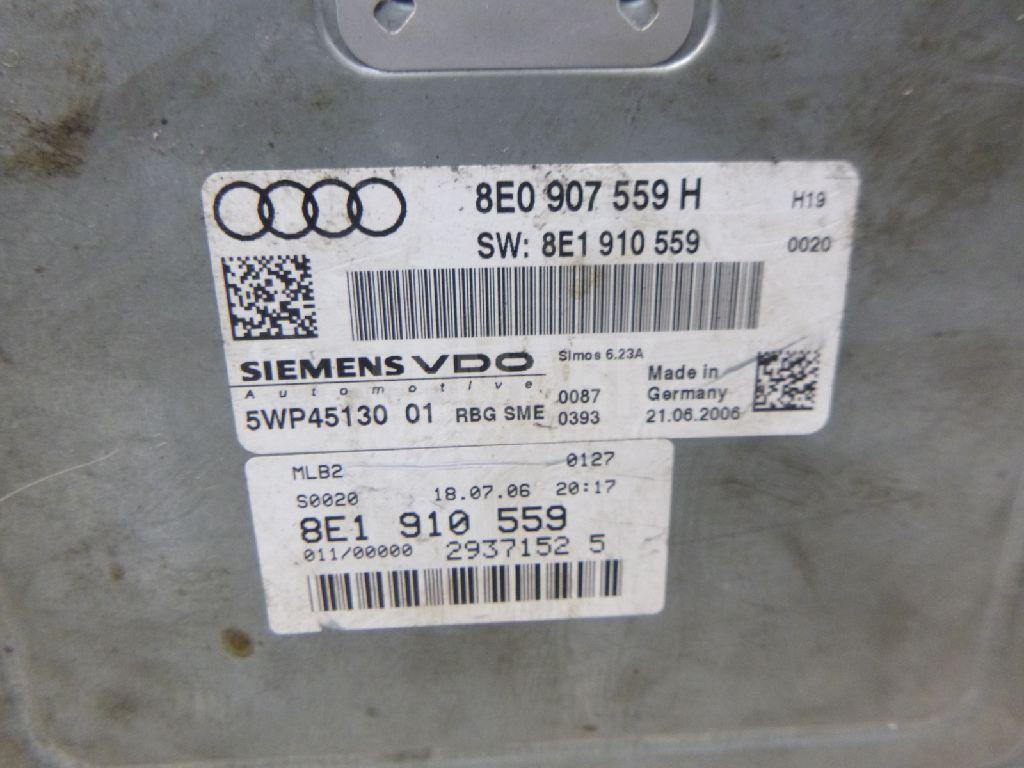 8E0 907 559 H H19
SW: 8E1 910 559 0020
SIEMENS VDO Simos 6.23A
Automotive
Made in
Germany
0087
5WP45130 01 RBG SME 0393 21.06.2006
MLB2 0127
S0020 18.07.06 20:17
8E1 910 559
011/00000 2937152 5